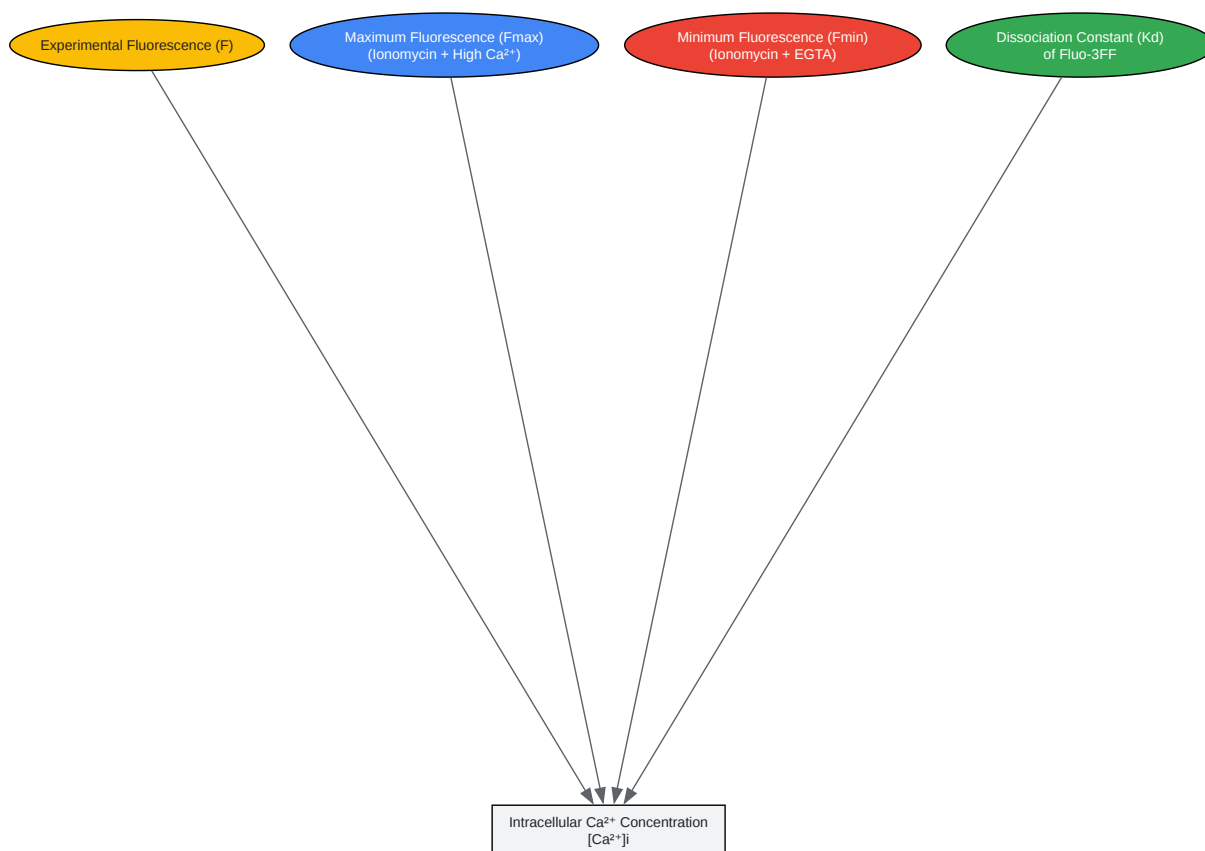 Experimental Fluorescence (F)
Maximum Fluorescence (Fmax)
(Ionomycin + High Ca²⁺)
Minimum Fluorescence (Fmin)
(Ionomycin + EGTA)
Dissociation Constant (Kd)
of Fluo-3FF
Intracellular Ca²⁺ Concentration
[Ca²⁺]i